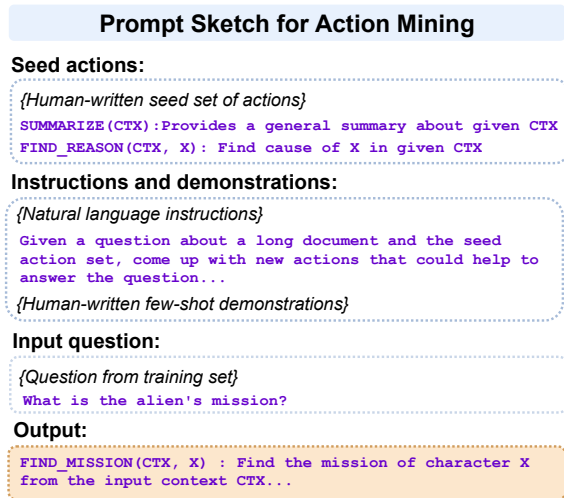 Prompt Sketch for Action Mining
Seed actions:
{Human-written seed set of actions}
SUMMARIZE(CTX):Provides a general summary about given CTX
FIND_REASON(CTX, X): Find cause of X in given CTX
Instructions and demonstrations:
{Natural language instructions}
Given a question about a long document and the seed
action set, come up with new actions that could help to
answer the question...
{Human-written few-shot demonstrations}
Input question:
{Question from training set}
What is the alien's mission?
Output:
FIND_MISSION(CTX, X) : Find the mission of character X
from the input context CTX...